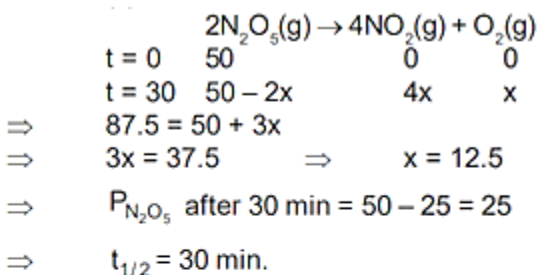 2N₂O₅(g) → 4NO₂(g) + O₂(g)
t = 0 50 0 0
t = 30 50 – 2x 4x x
⇒ 87.5 = 50 + 3x
⇒ 3x = 37.5 ⇒ x = 12.5
⇒ P_N₂O₅ after 30 min = 50 – 25 = 25
⇒ t₁/₂ = 30 min.